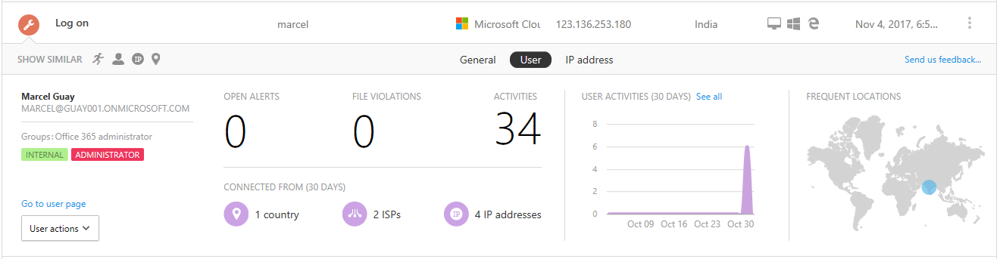 Log on marcel Microsoft Clou 123.136.253.180 India Nov 4, 2017, 6:5...
SHOW SIMILAR IP General User IP address Send us feedback...
Marcel Guay
MARCEL@GUAY001.ONMICROSOFT.COM
Groups: Office 365 administrator
INTERNAL ADMINISTRATOR
Go to user page
User actions
OPEN ALERTS FILE VIOLATIONS ACTIVITIES
0 0 34
CONNECTED FROM (30 DAYS)
1 country 2 ISPs IP 4 IP addresses
USER ACTIVITIES (30 DAYS) See all
8
6
4
2
0
Oct 09 Oct 16 Oct 23 Oct 30
FREQUENT LOCATIONS